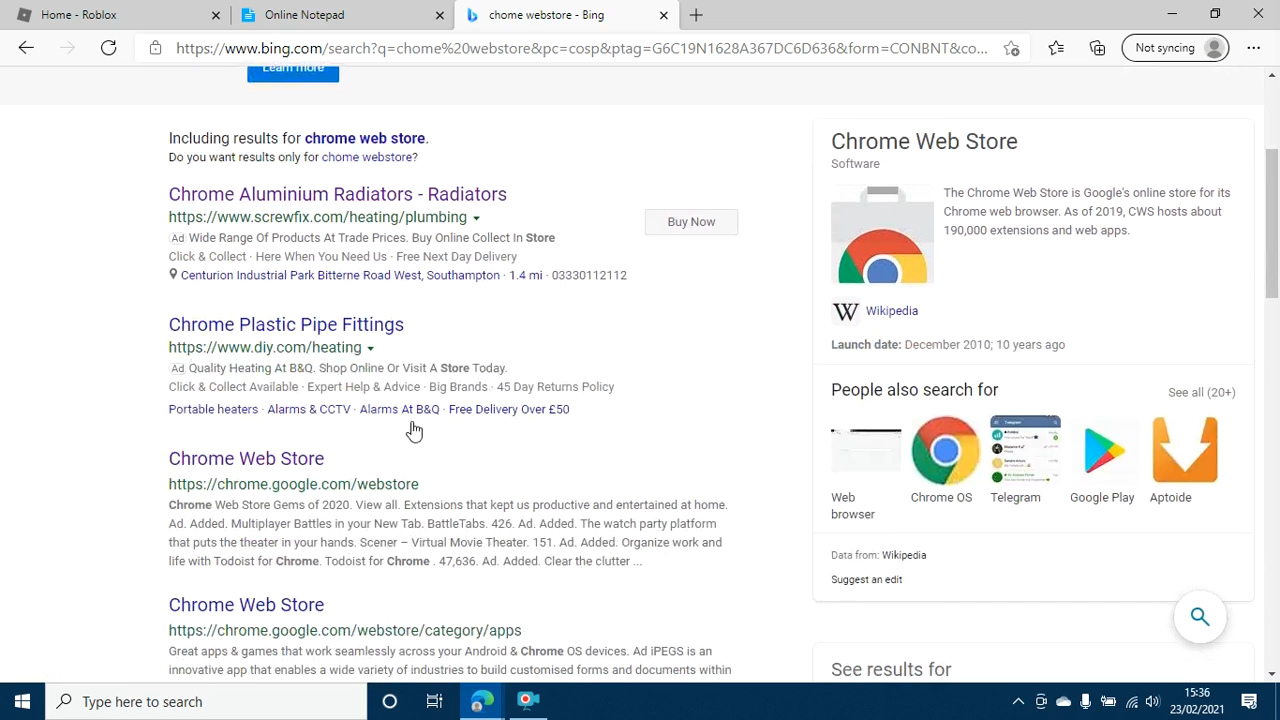 Home - Roblox
Online Notepad
chome webstore - Bing
https://www.bing.com/search?q=chome%20webstore&pc=cosp&ptag=G6C19N1628A367DC6D636&form=CONBNT&co...
Not syncing
Learn more
Including results for chrome web store.
Do you want results only for chome webstore?
Chrome Aluminium Radiators - Radiators
https://www.screwfix.com/heating/plumbing
Buy Now
Ad Wide Range Of Products At Trade Prices. Buy Online Collect In Store
Click & Collect · Here When You Need Us · Free Next Day Delivery
Centurion Industrial Park Bitterne Road West, Southampton · 1.4 mi · 03330112112
Chrome Plastic Pipe Fittings
https://www.diy.com/heating
Ad Quality Heating At B&Q. Shop Online Or Visit A Store Today.
Click & Collect Available · Expert Help & Advice · Big Brands · 45 Day Returns Policy
Portable heaters · Alarms & CCTV · Alarms At B&Q · Free Delivery Over £50
Chrome Web Store
https://chrome.google.com/webstore
Chrome Web Store Gems of 2020. View all. Extensions that kept us productive and entertained at home.
Ad. Added. Multiplayer Battles in your New Tab. BattleTabs. 426. Ad. Added. The watch party platform
that puts the theater in your hands. Scener – Virtual Movie Theater. 151. Ad. Added. Organize work and
life with Todoist for Chrome. Todoist for Chrome . 47,636. Ad. Added. Clear the clutter ...
Chrome Web Store
https://chrome.google.com/webstore/category/apps
Great apps & games that work seamlessly across your Android & Chrome OS devices. Ad iPEGS is an
innovative app that enables a wide variety of industries to build customised forms and documents within
Chrome Web Store
Software
The Chrome Web Store is Google's online store for its
Chrome web browser. As of 2019, CWS hosts about
190,000 extensions and web apps.
W Wikipedia
Launch date: December 2010; 10 years ago
People also search for
See all (20+)
Web
browser
Chrome OS
Telegram
Google Play
Aptoide
Data from: Wikipedia
Suggest an edit
See results for
Type here to search
15:36
23/02/2021